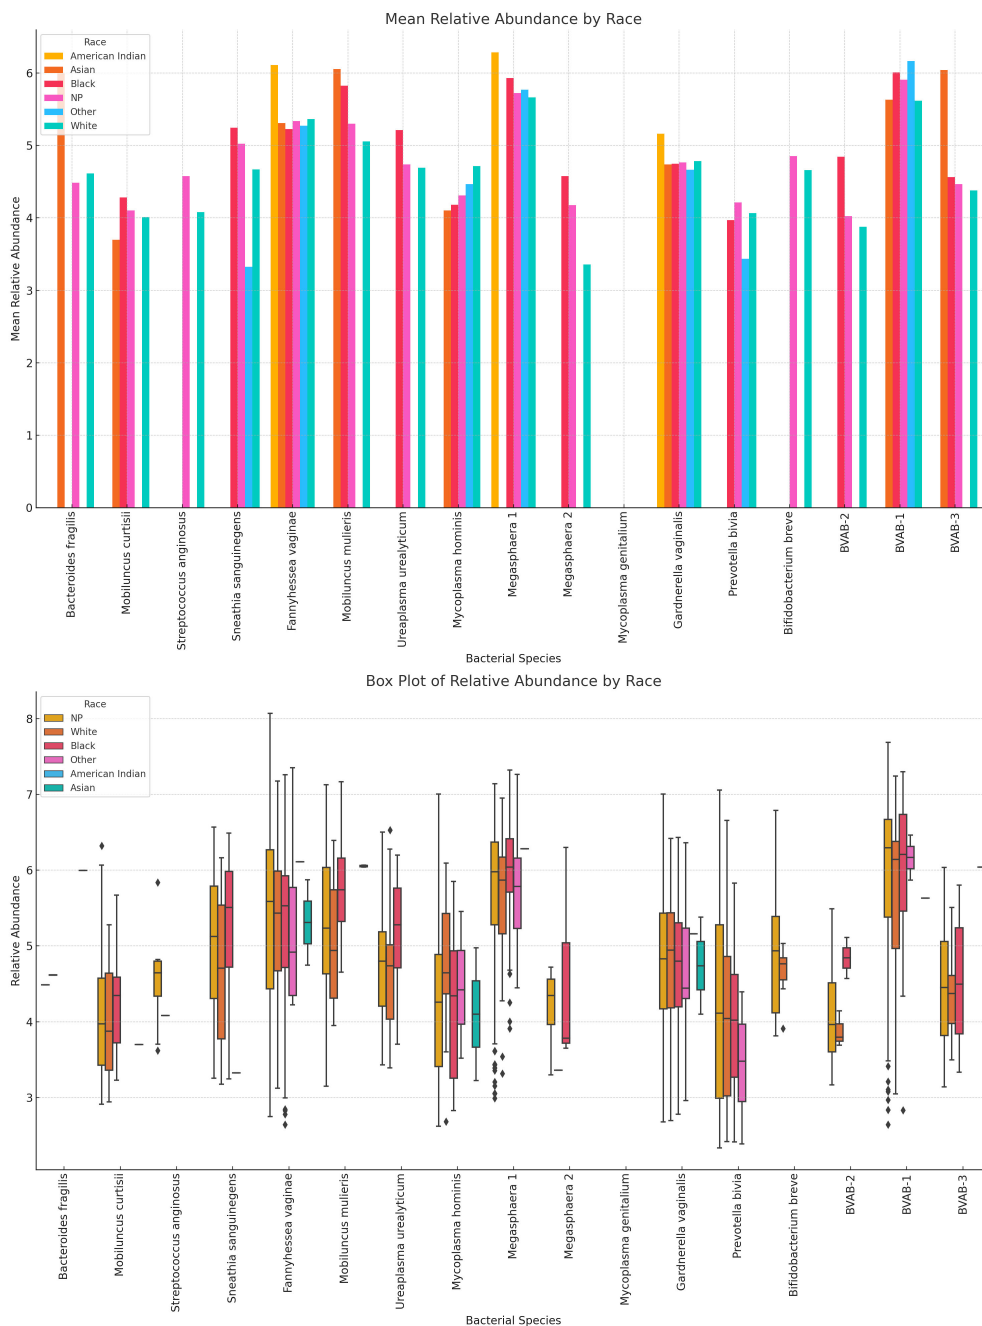 Mean Relative Abundance by Race
Race
American Indian
Asian
Black
NP
Other
White
Mean Relative Abundance
6
5
4
3
2
1
0
Bacteroides fragilis
Mobiluncus curtisii
Streptococcus anginosus
Sneathia sanguinegens
Fannyhessea vaginae
Mobiluncus mulieris
Ureaplasma urealyticum
Mycoplasma hominis
Megasphaera 1
Megasphaera 2
Mycoplasma genitalium
Gardnerella vaginalis
Prevotella bivia
Bifidobacterium breve
BVAB-2
BVAB-1
BVAB-3
Bacterial Species
Box Plot of Relative Abundance by Race
Race
NP
White
Black
Other
American Indian
Asian
Relative Abundance
8
7
6
5
4
3
Bacteroides fragilis
Mobiluncus curtisii
Streptococcus anginosus
Sneathia sanguinegens
Fannyhessea vaginae
Mobiluncus mulieris
Ureaplasma urealyticum
Mycoplasma hominis
Megasphaera 1
Megasphaera 2
Mycoplasma genitalium
Gardnerella vaginalis
Prevotella bivia
Bifidobacterium breve
BVAB-2
BVAB-1
BVAB-3
Bacterial Species